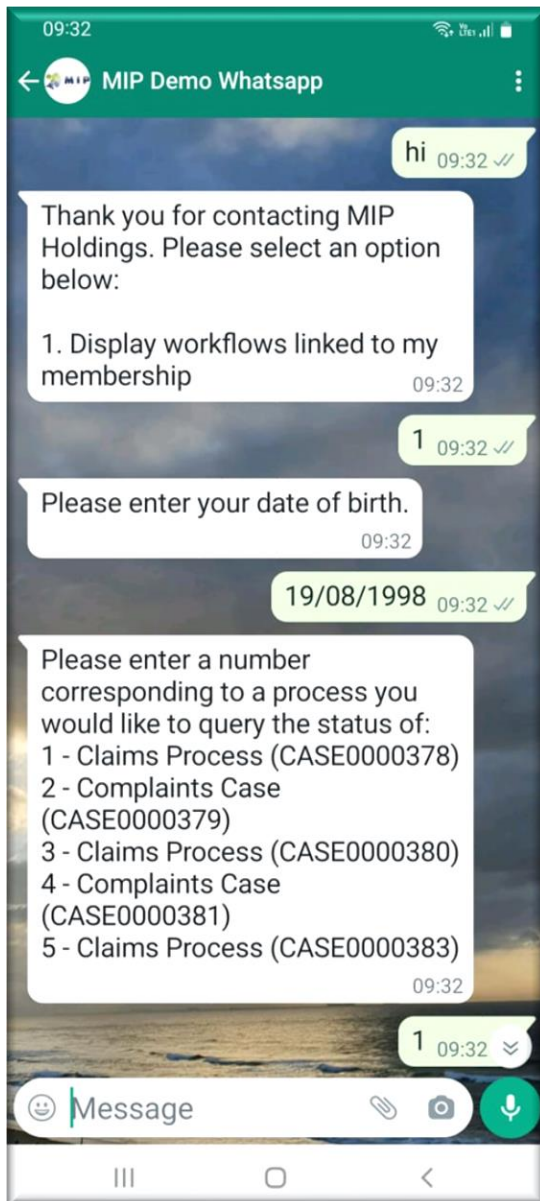 09:32
Vo
LTE1
MIP
MIP Demo Whatsapp
hi 09:32
Thank you for contacting MIP
Holdings. Please select an option
below:
1. Display workflows linked to my
membership
09:32
1 09:32
Please enter your date of birth.
09:32
19/08/1998 09:32
Please enter a number
corresponding to a process you
would like to query the status of:
1 - Claims Process (CASE0000378)
2 - Complaints Case
(CASE0000379)
3 - Claims Process (CASE0000380)
4 - Complaints Case
(CASE0000381)
5 - Claims Process (CASE0000383)
09:32
1 09:32
Message